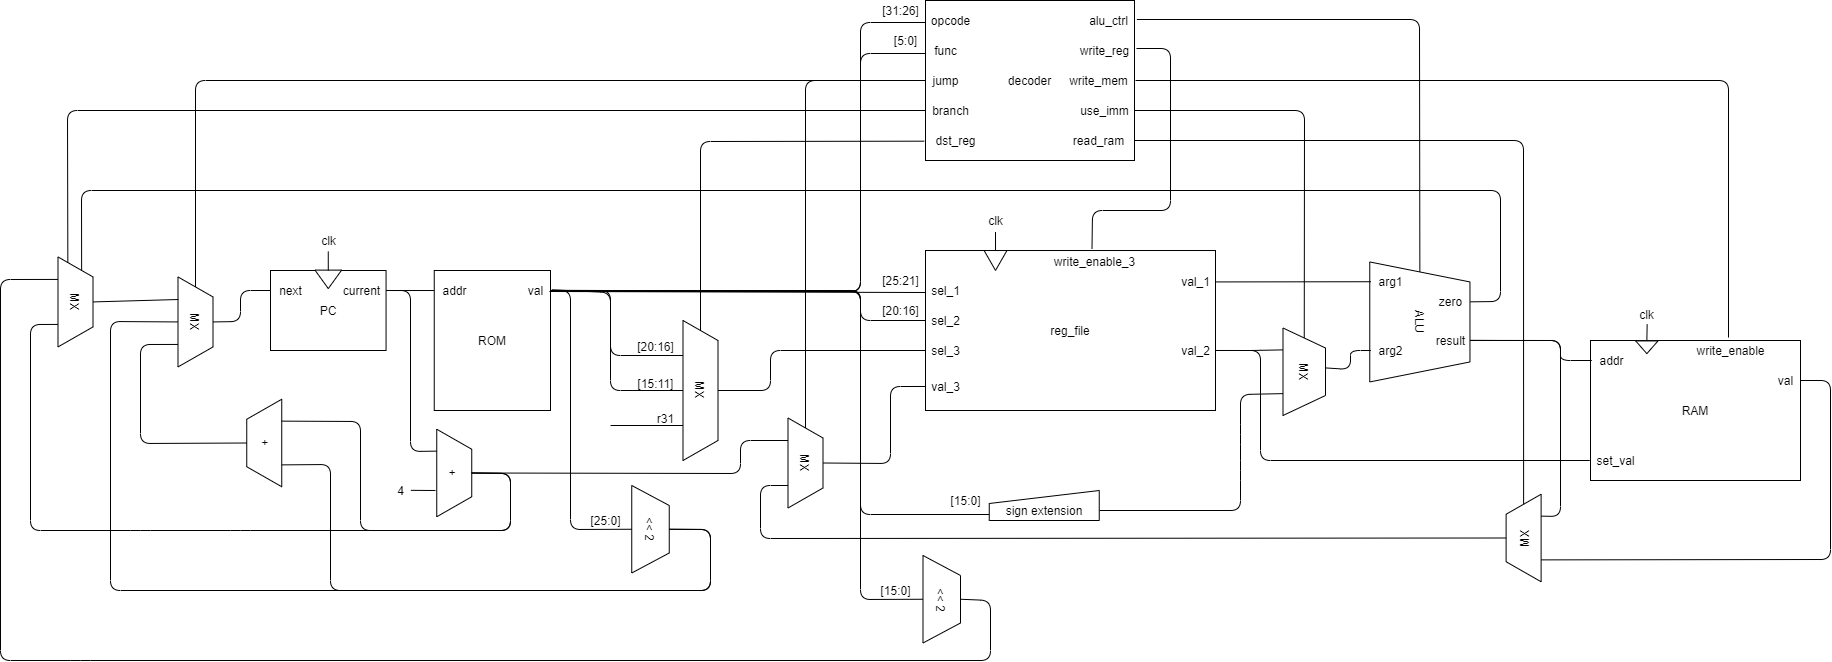 [31:26]
opcode
alu_ctrl
[5:0]
func
write_reg
jump
decoder
write_mem
branch
use_imm
dst_reg
read_ram
clk
clk
write_enable_3
[25:21]
val_1
arg1
MX
next
current
addr
val
sel_1
zero
PC
[20:16]
sel_2
reg_file
ALU
clk
MX
ROM
result
[20:16]
sel_3
val_2
arg2
write_enable
addr
MX
[15:11]
val_3
MX
val
r31
RAM
+
+
MX
set_val
4
[15:0]
sign extension
[25:0]
<< 2
MX
[15:0]
<< 2